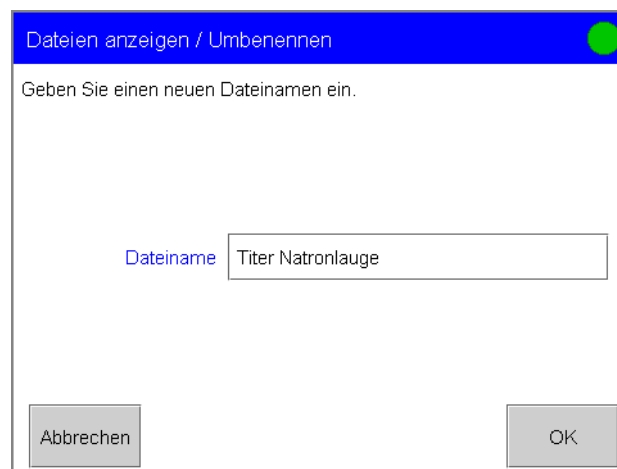 Dateien anzeigen / Umbenennen
Geben Sie einen neuen Dateinamen ein.
Dateiname Titer Natronlauge
Abbrechen OK